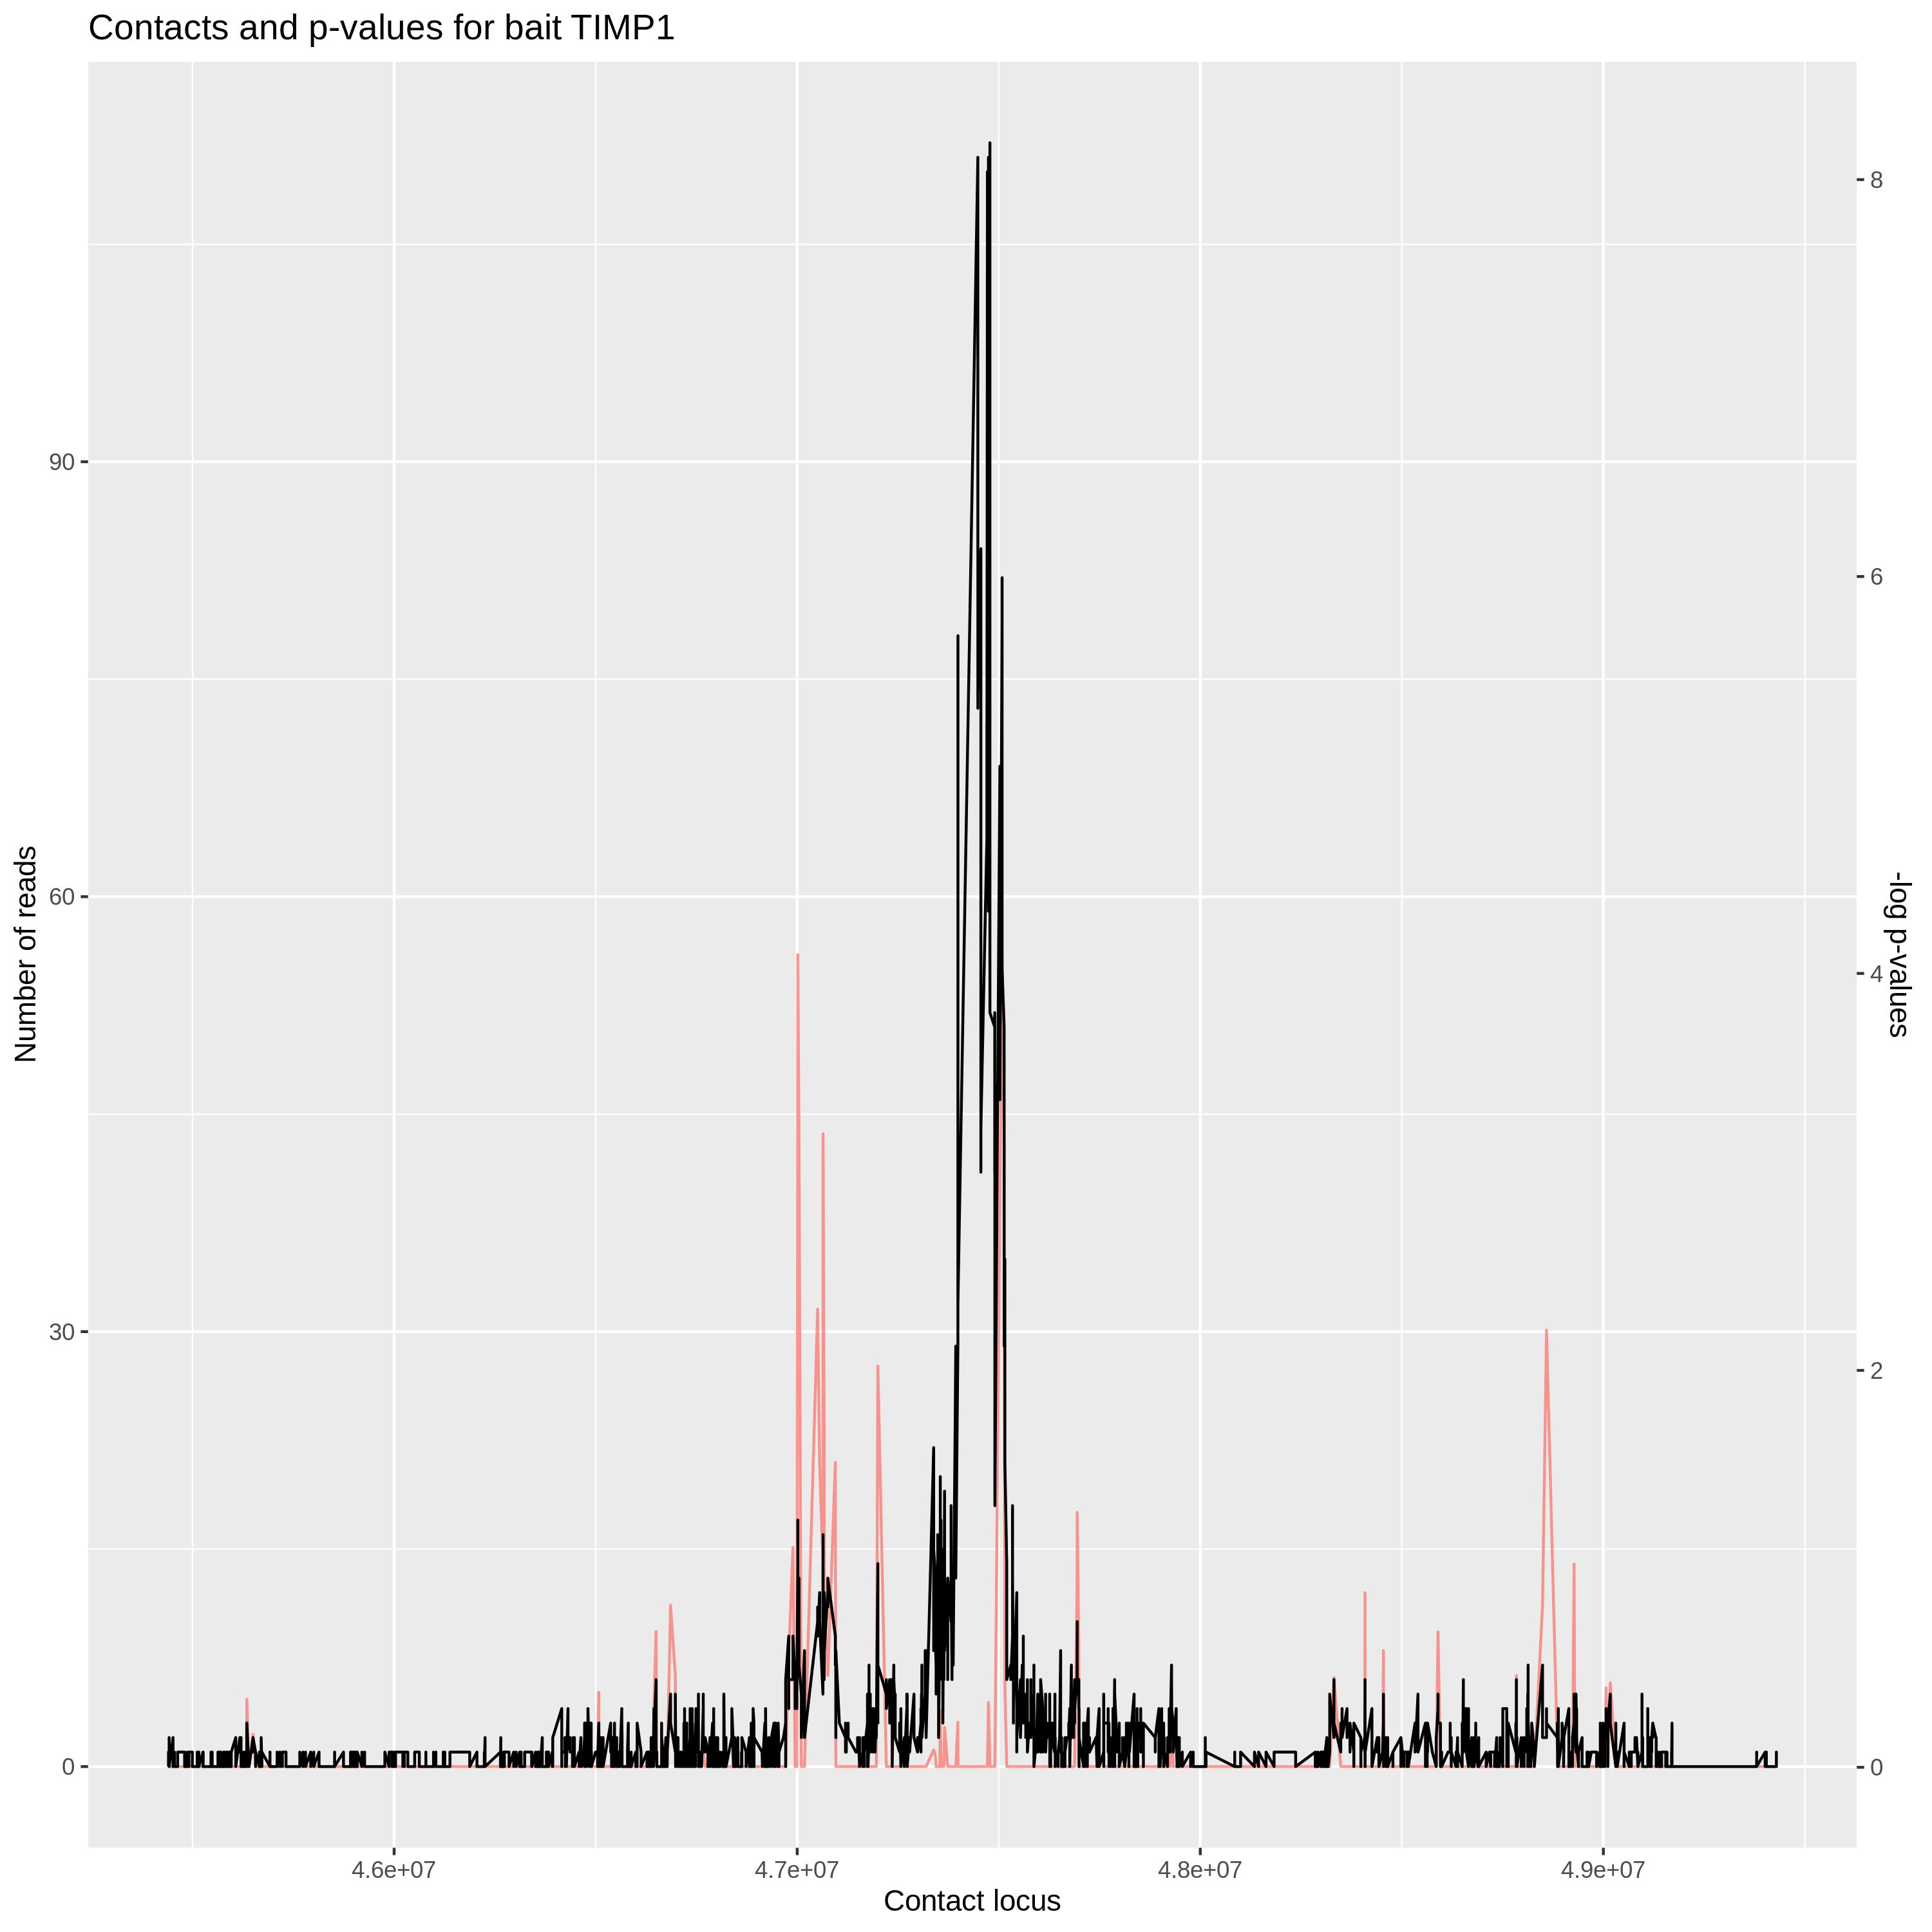 Contacts and p-values for bait TIMP1
90
60
30
0
Number of reads
8
6
4
2
0
-log p-values
4.6e+07
4.7e+07
4.8e+07
4.9e+07
Contact locus